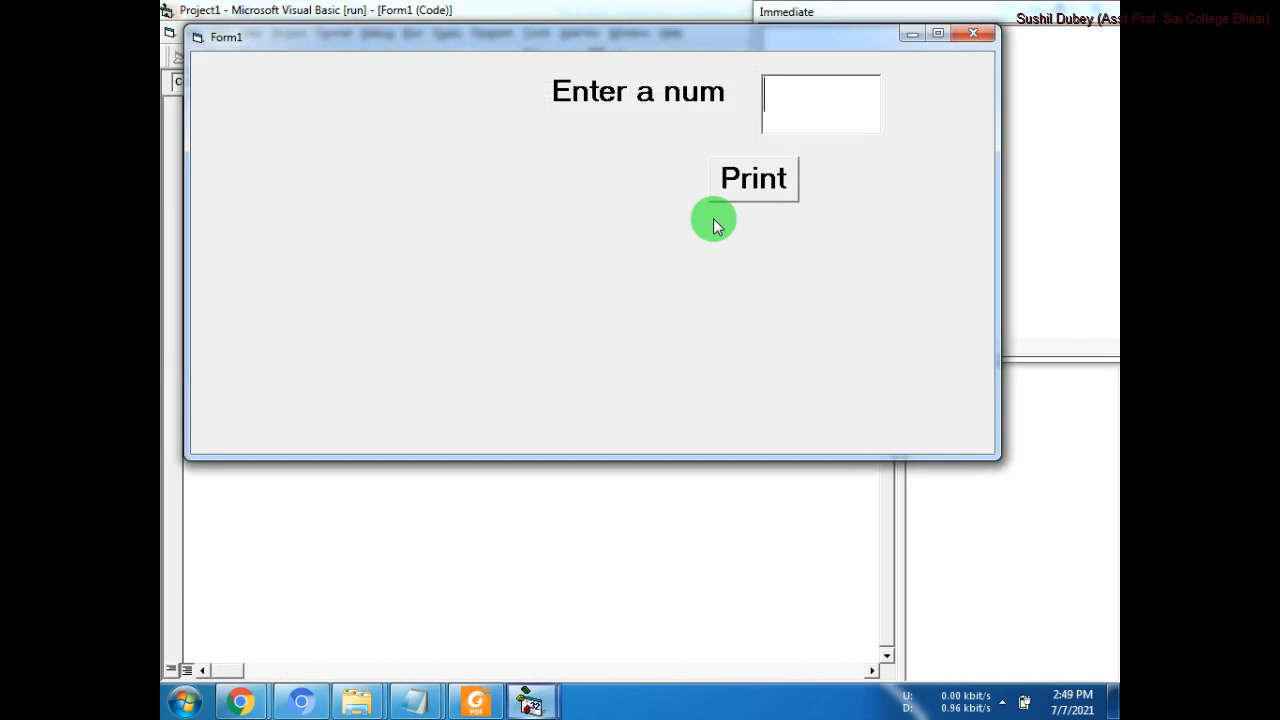 Project1 - Microsoft Visual Basic [run] - [Form1 (Code)]
Immediate
Sushil Dubey (Asst.Prof. Sai College Bhilai)
Form1
Enter a num
Print
U: 0.00 kbit/s
D: 0.96 kbit/s
2:49 PM
7/7/2021